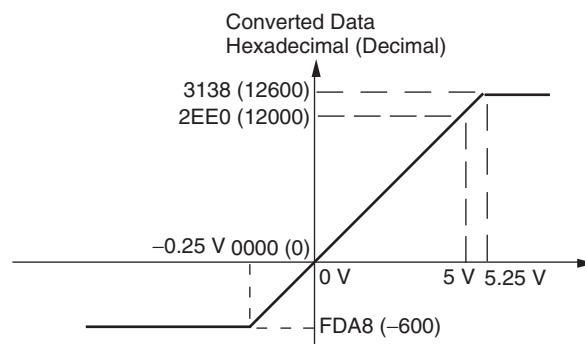 Converted Data
Hexadecimal (Decimal)
3138 (12600)
2EE0 (12000)
−0.25 V 0000 (0)
0 V 5 V 5.25 V
FDA8 (−600)